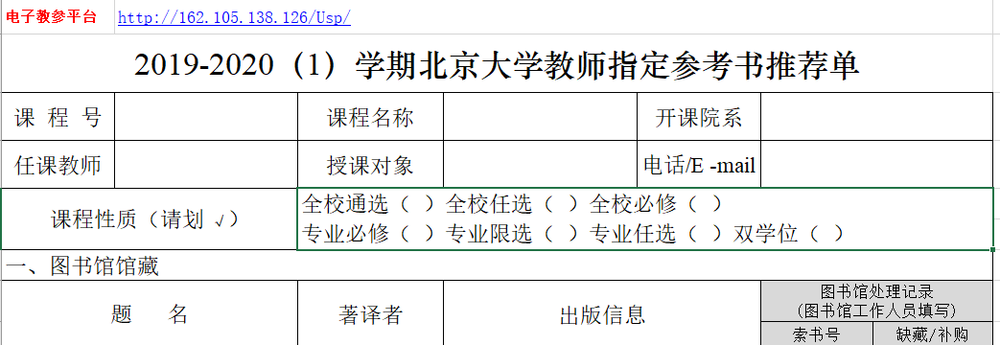 电子教参平台 http://162.105.138.126/Usp/
2019-2020（1）学期北京大学教师指定参考书推荐单
课 程 号 课程名称 开课院系
任课教师 授课对象 电话/E -mail
课程性质（请划 √） 全校通选（ ）全校任选（ ）全校必修（ ）
专业必修（ ）专业限选（ ）专业任选（ ）双学位（ ）
一、图书馆馆藏
题 名 著译者 出版信息 图书馆处理记录
(图书馆工作人员填写)
索书号 缺藏/补购